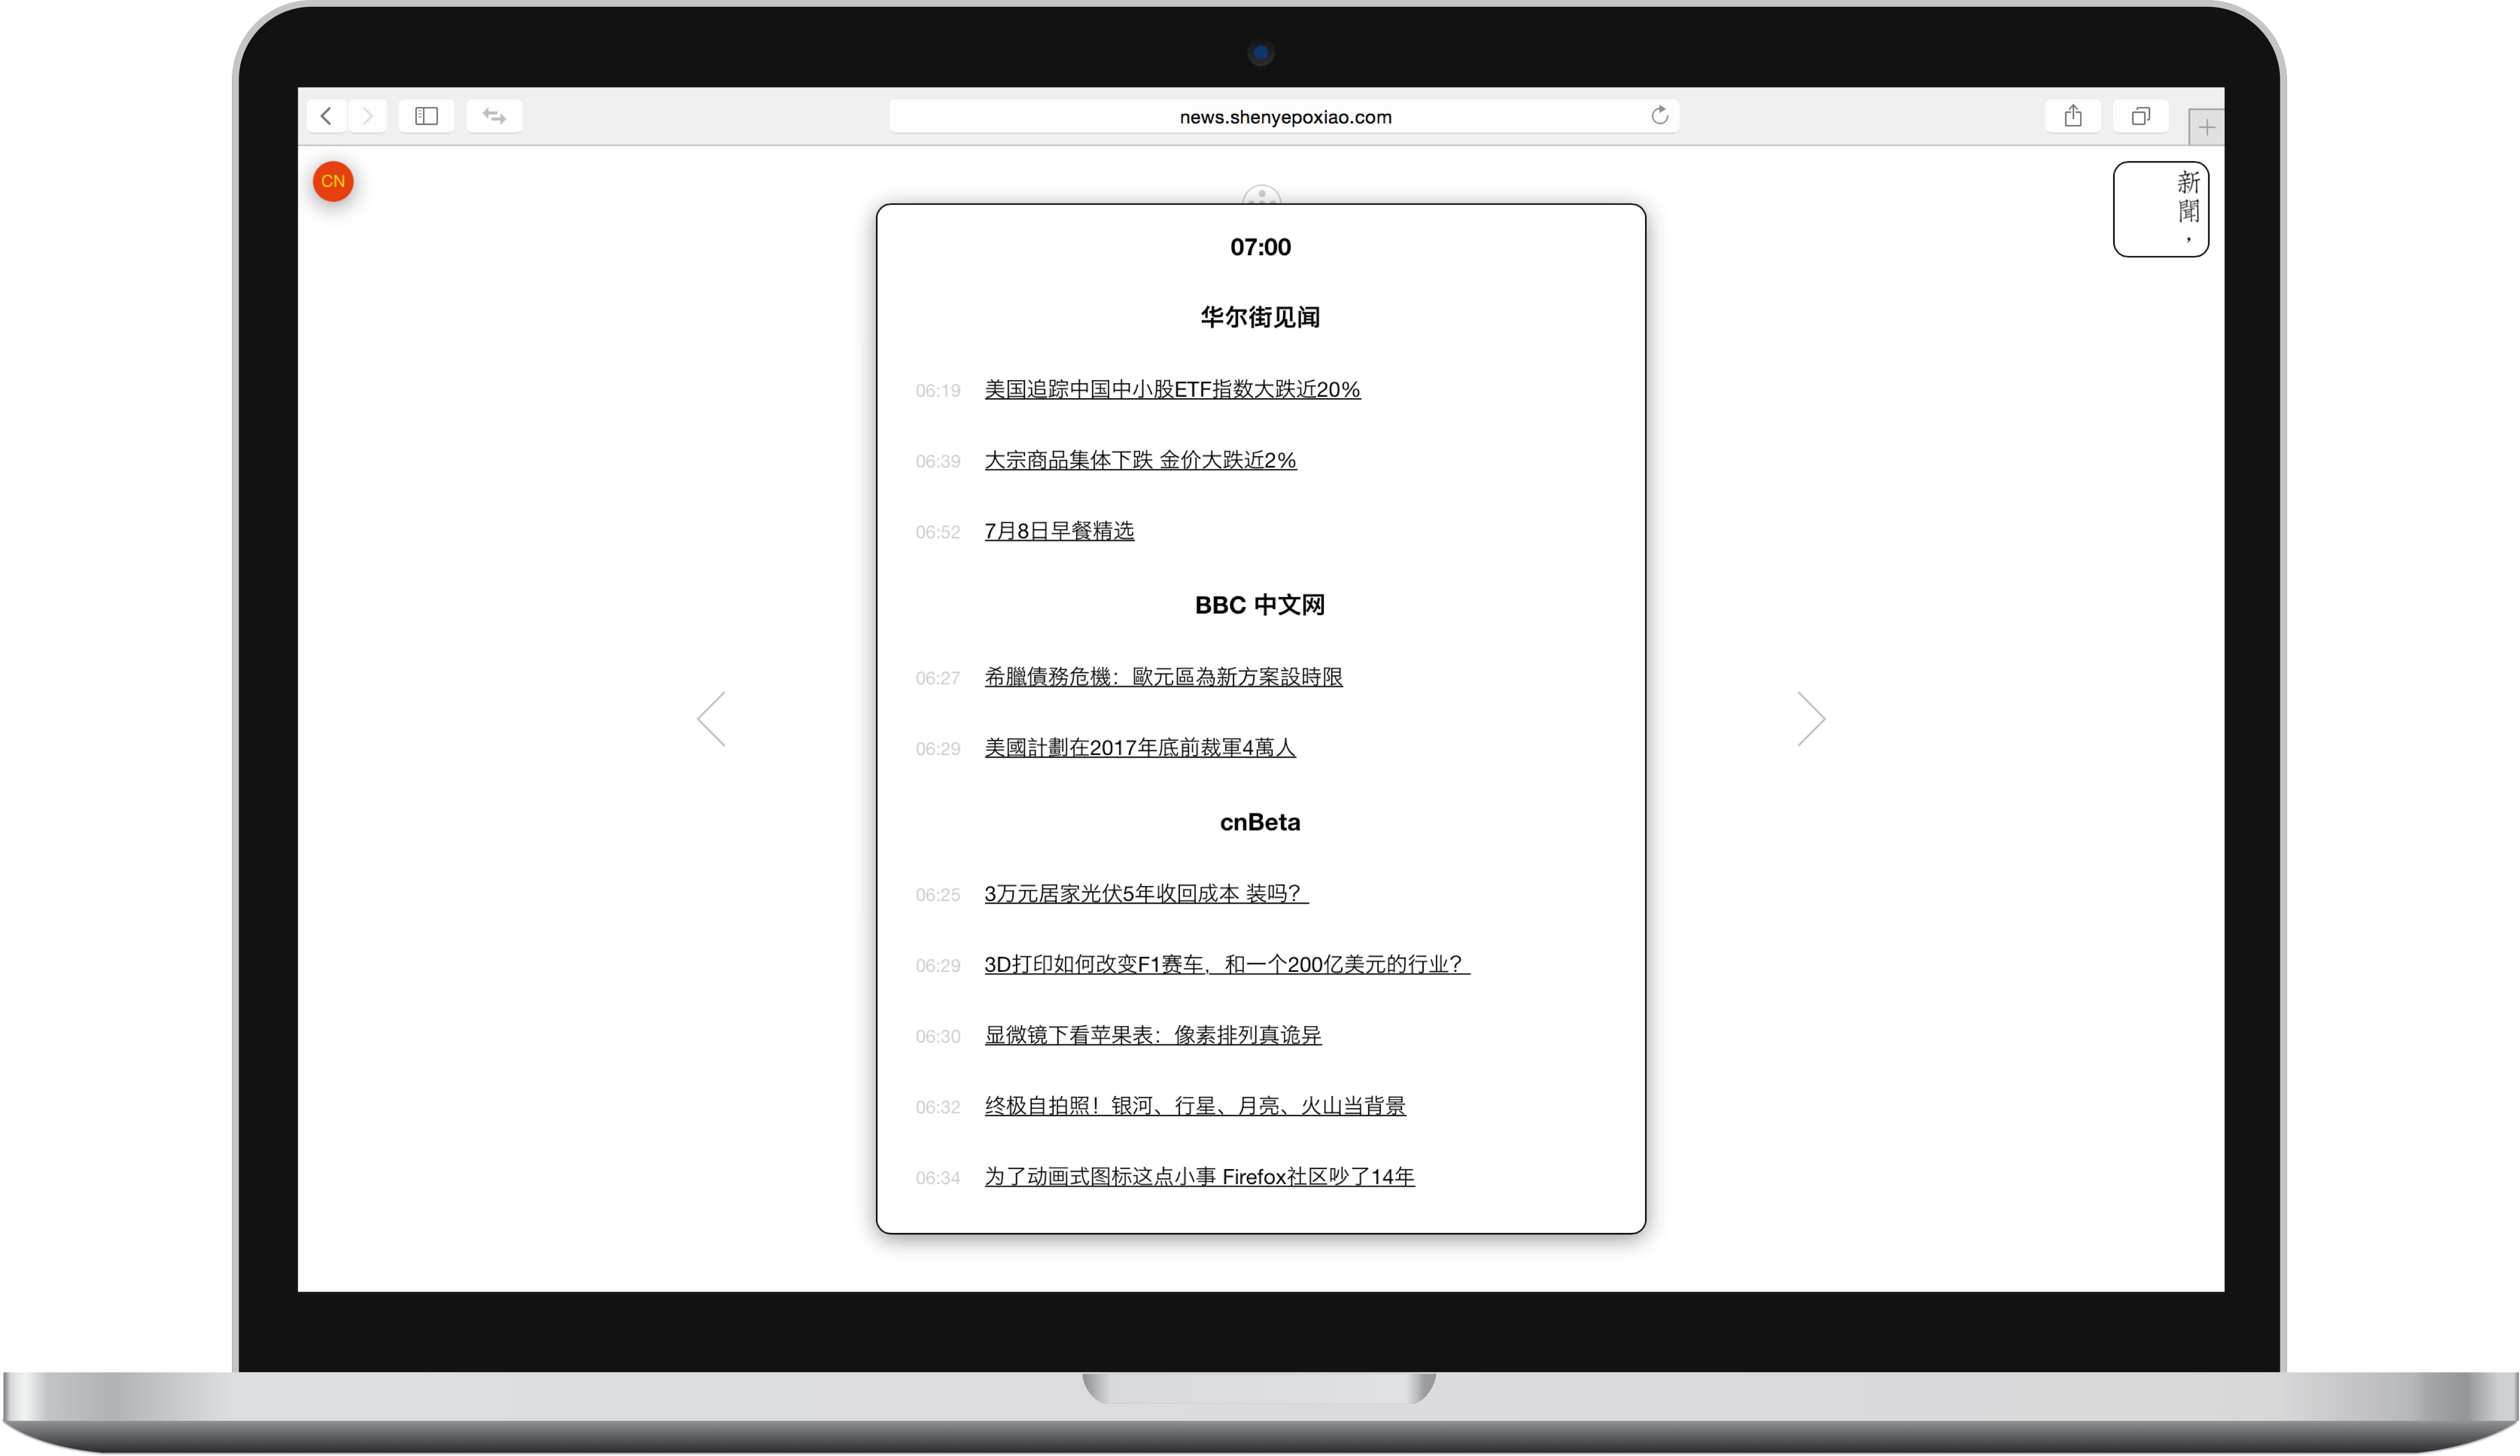 news.shenyepoxiao.com
CN
新聞，
07:00
华尔街见闻
06:19 美国追踪中国中小股ETF指数大跌近20%
06:39 大宗商品集体下跌 金价大跌近2%
06:52 7月8日早餐精选
BBC 中文网
06:27 希臘債務危機：歐元區為新方案設時限
06:29 美國計劃在2017年底前裁軍4萬人
cnBeta
06:25 3万元居家光伏5年收回成本 装吗？
06:29 3D打印如何改变F1赛车，和一个200亿美元的行业？
06:30 显微镜下看苹果表：像素排列真诡异
06:32 终极自拍照！银河、行星、月亮、火山当背景
06:34 为了动画式图标这点小事 Firefox社区吵了14年